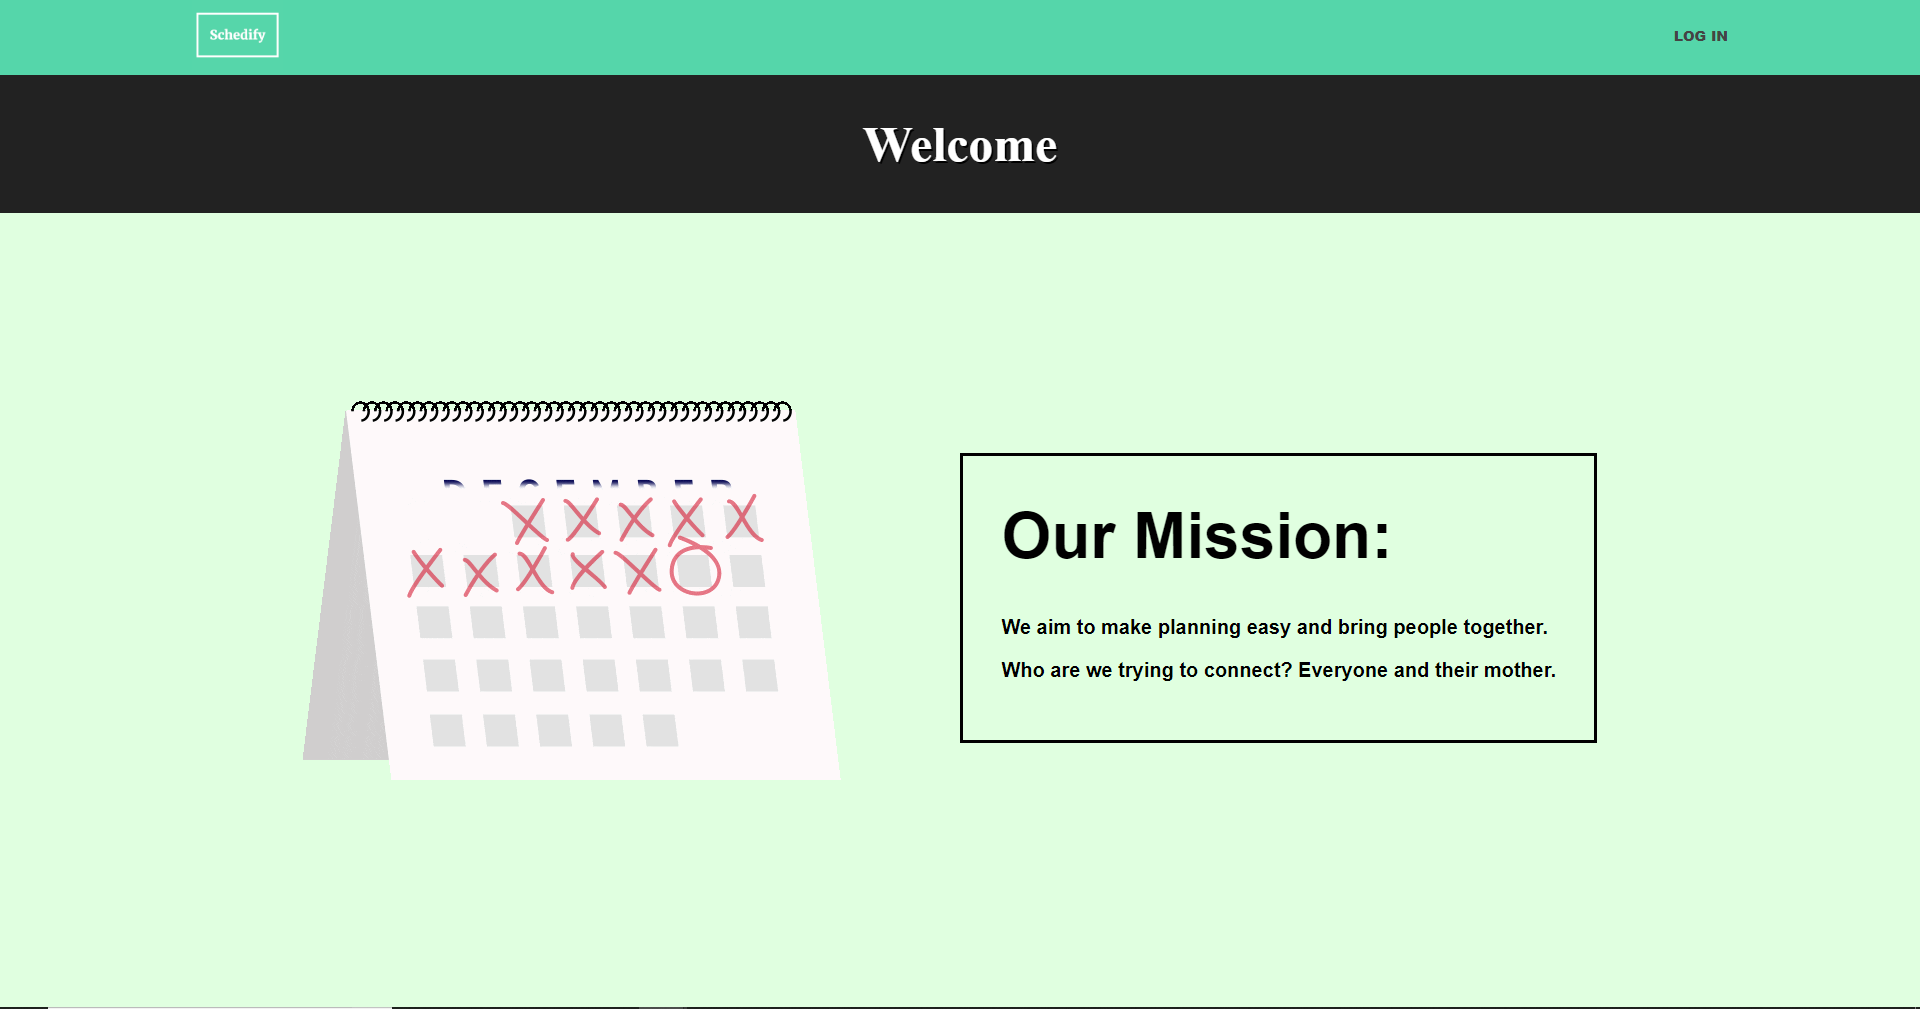 Schedify
LOG IN
Welcome
DECEMBER
Our Mission:
We aim to make planning easy and bring people together.
Who are we trying to connect? Everyone and their mother.